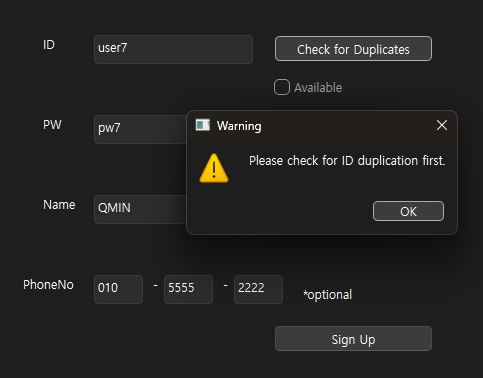 ID user7 Check for Duplicates
Available
Warning
PW pw7
Please check for ID duplication first.
Name QMIN
OK
PhoneNo 010 - 5555 - 2222 *optional
Sign Up